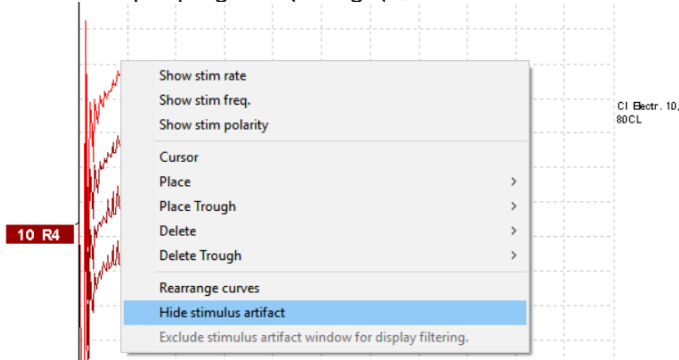 Show stim rate
Show stim freq.
Show stim polarity
Cursor
Place
Place Trough
Delete
Delete Trough
Rearrange curves
Hide stimulus artifact
Exclude stimulus artifact window for display filtering.
10 R4
CI Electr. 10,
80CL